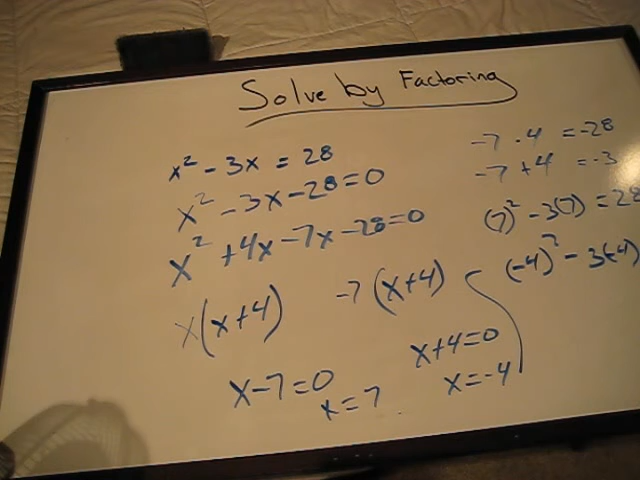 Solve by Factoring
x² - 3x = 28
x² - 3x - 28 = 0
x² + 4x - 7x - 28 = 0
x(x+4) -7(x+4)
x+4=0
x-7=0
x=-4
x=7
-7 · 4 = -28
-7 + 4 = -3
(7)² - 3(7) = 28
(-4)² - 3(-4)